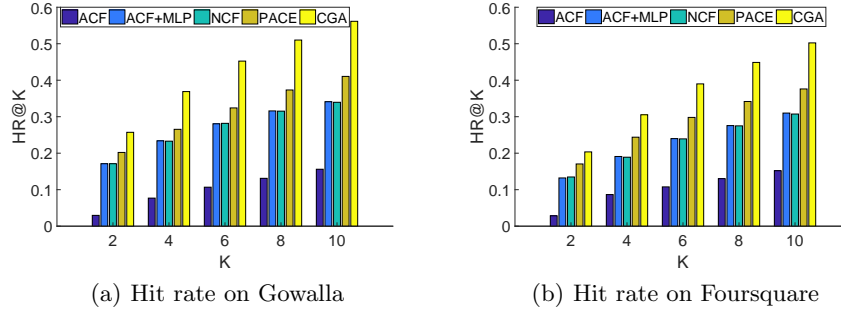 0.6
ACF ACF+MLP NCF PACE CGA
0.5
0.4
HR@K
0.3
0.2
0.1
0
2 4 6 8 10
K
(a) Hit rate on Gowalla
0.6
ACF ACF+MLP NCF PACE CGA
0.5
0.4
HR@K
0.3
0.2
0.1
0
2 4 6 8 10
K
(b) Hit rate on Foursquare